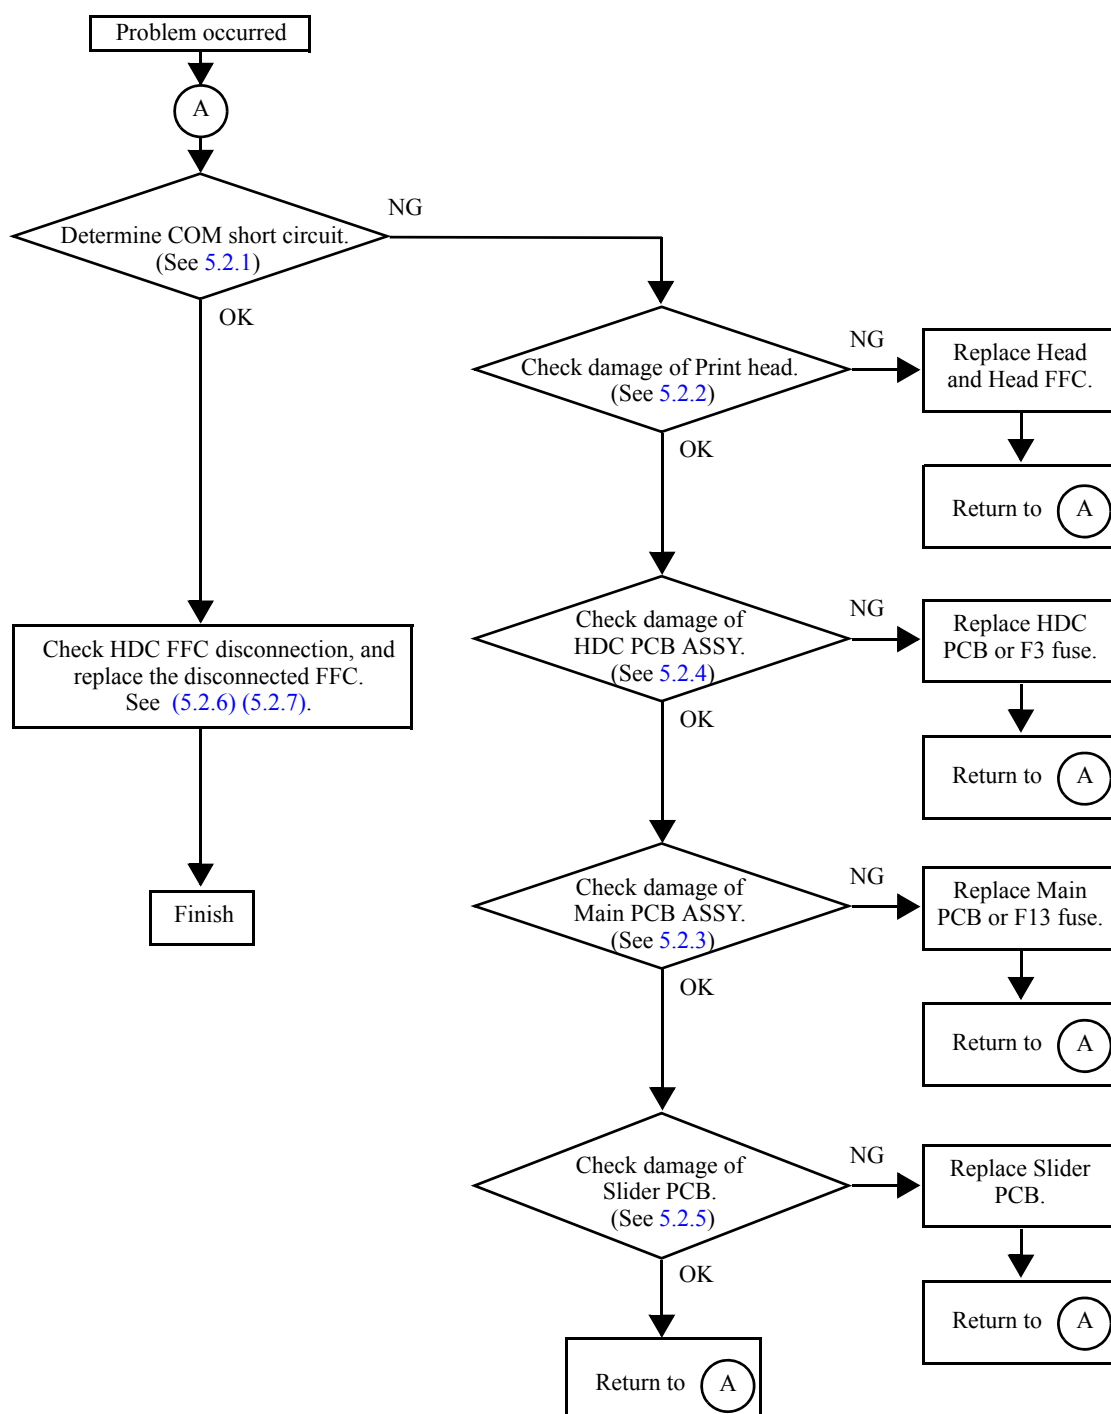 Problem occurred
A
Determine COM short circuit.
(See 5.2.1)
NG
OK
Check damage of Print head.
(See 5.2.2)
NG
Replace Head
and Head FFC.
OK
Return to A
Check damage of
HDC PCB ASSY.
(See 5.2.4)
NG
Replace HDC
PCB or F3 fuse.
OK
Return to A
Check HDC FFC disconnection, and
replace the disconnected FFC.
See (5.2.6) (5.2.7).
Finish
Check damage of
Main PCB ASSY.
(See 5.2.3)
NG
Replace Main
PCB or F13 fuse.
OK
Return to A
Check damage of
Slider PCB.
(See 5.2.5)
NG
Replace Slider
PCB.
OK
Return to A
Return to A